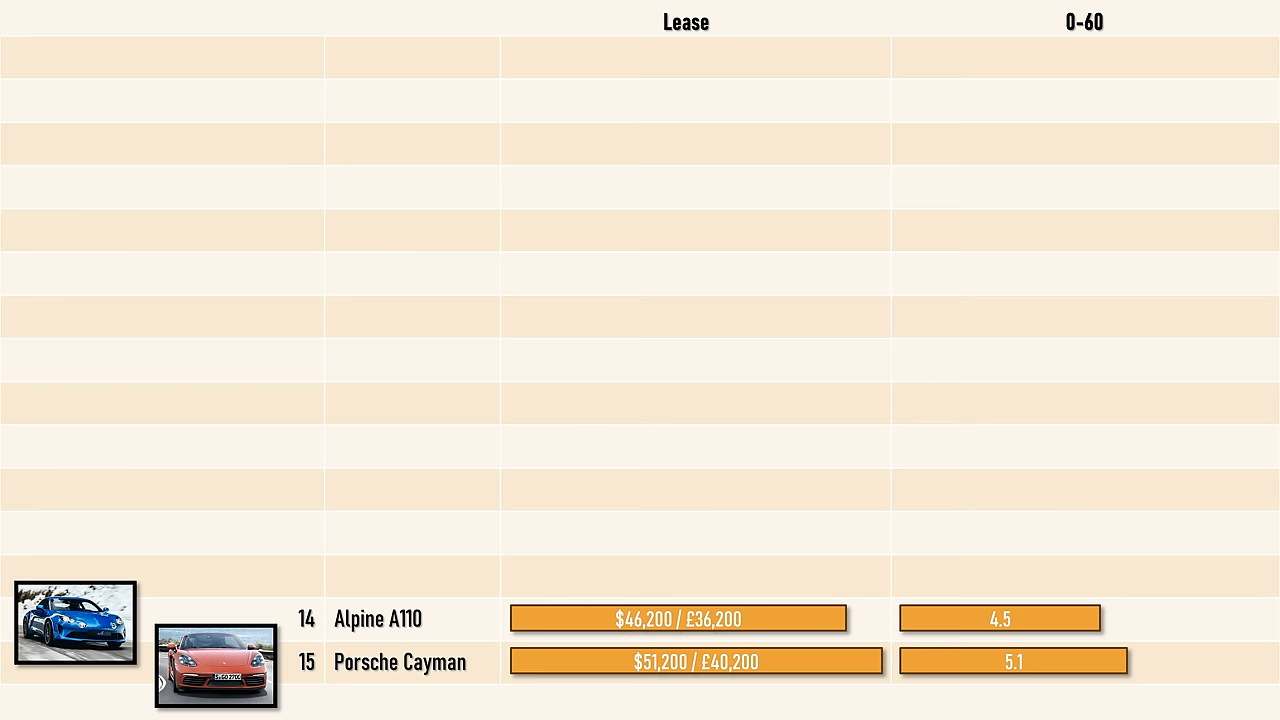 Lease 0-60
14 Alpine A110 $46,200 / £36,200 4.5
15 Porsche Cayman $51,200 / £40,200 5.1